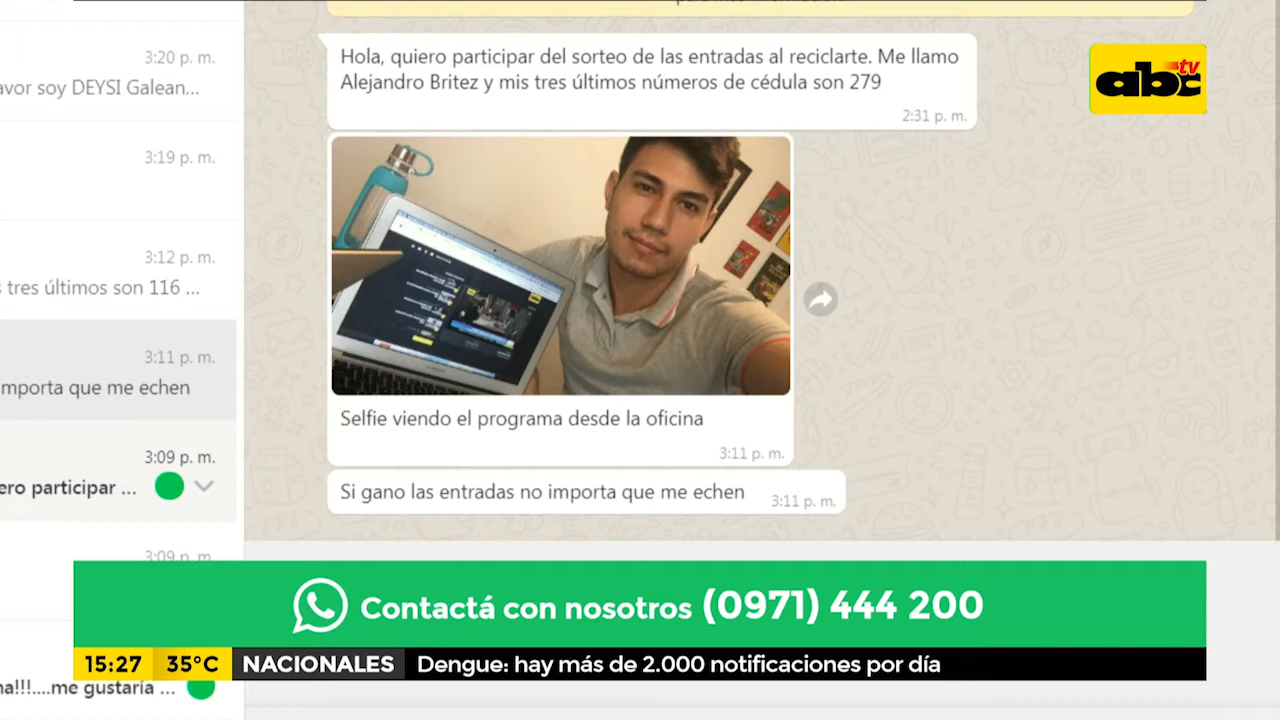 3:20 p. m.
avor soy DEYSI Galean...
3:19 p. m.
3:12 p. m.
s tres últimos son 116 ...
3:11 p. m.
importa que me echen
3:09 p. m.
ero participar ...
3:09 p. m.
na!!!....me gustaría ...
Hola, quiero participar del sorteo de las entradas al reciclarte. Me llamo
Alejandro Britez y mis tres últimos números de cédula son 279
2:31 p. m.
Selfie viendo el programa desde la oficina
3:11 p. m.
Si gano las entradas no importa que me echen
3:11 p. m.
abc tv
Contactá con nosotros (0971) 444 200
15:27 35°C NACIONALES Dengue: hay más de 2.000 notificaciones por día